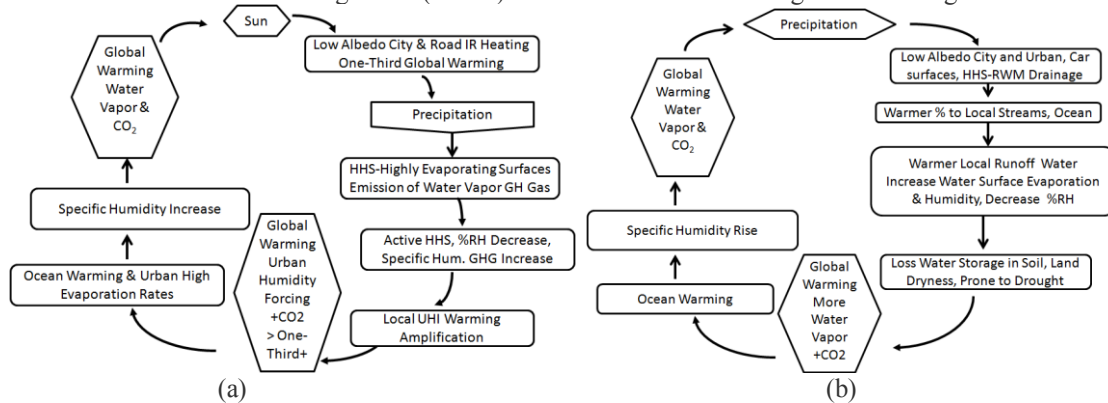 Sun
Low Albedo City & Road IR Heating
One-Third Global Warming
Precipitation
HHS-Highly Evaporating Surfaces
Emission of Water Vapor GH Gas
Active HHS, %RH Decrease,
Specific Hum. GHG Increase
Local UHI Warming
Amplification
Global
Warming
Urban
Humidity
Forcing
+CO2
> One-
Third+
Ocean Warming & Urban High
Evaporation Rates
Specific Humidity Increase
Global
Warming
Water
Vapor &
CO2
(a)
Precipitation
Low Albedo City and Urban, Car
surfaces, HHS-RWM Drainage
Warmer % to Local Streams, Ocean
Warmer Local Runoff Water
Increase Water Surface Evaporation
& Humidity, Decrease %RH
Loss Water Storage in Soil, Land
Dryness, Prone to Drought
Global
Warming
More
Water
Vapor
+CO2
Ocean Warming
Specific Humidity Rise
Global
Warming
Water
Vapor &
CO2
(b)